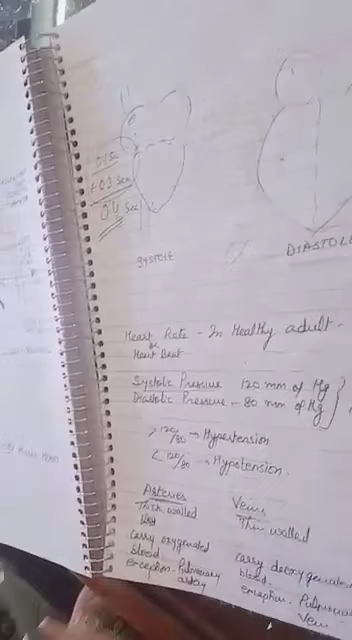 0.1 Sec
+ 0.3 Sec
0.4 Sec
SYSTOLE
DIASTOLE
Heart Rate - In Healthy adult -
or
Heart Beat
Systolic Pressure 120 mm of Hg
Diastolic Pressure - 80 mm of Hg
> 120/80 → Hypertension
< 120/80 → Hypotension.
Arteries
Veins
Thick walled
Thin walled
carry oxygenated
blood
exception. Pulmonary
artery
carry deoxygenated
blood.
exception. Pulmonary
Vein